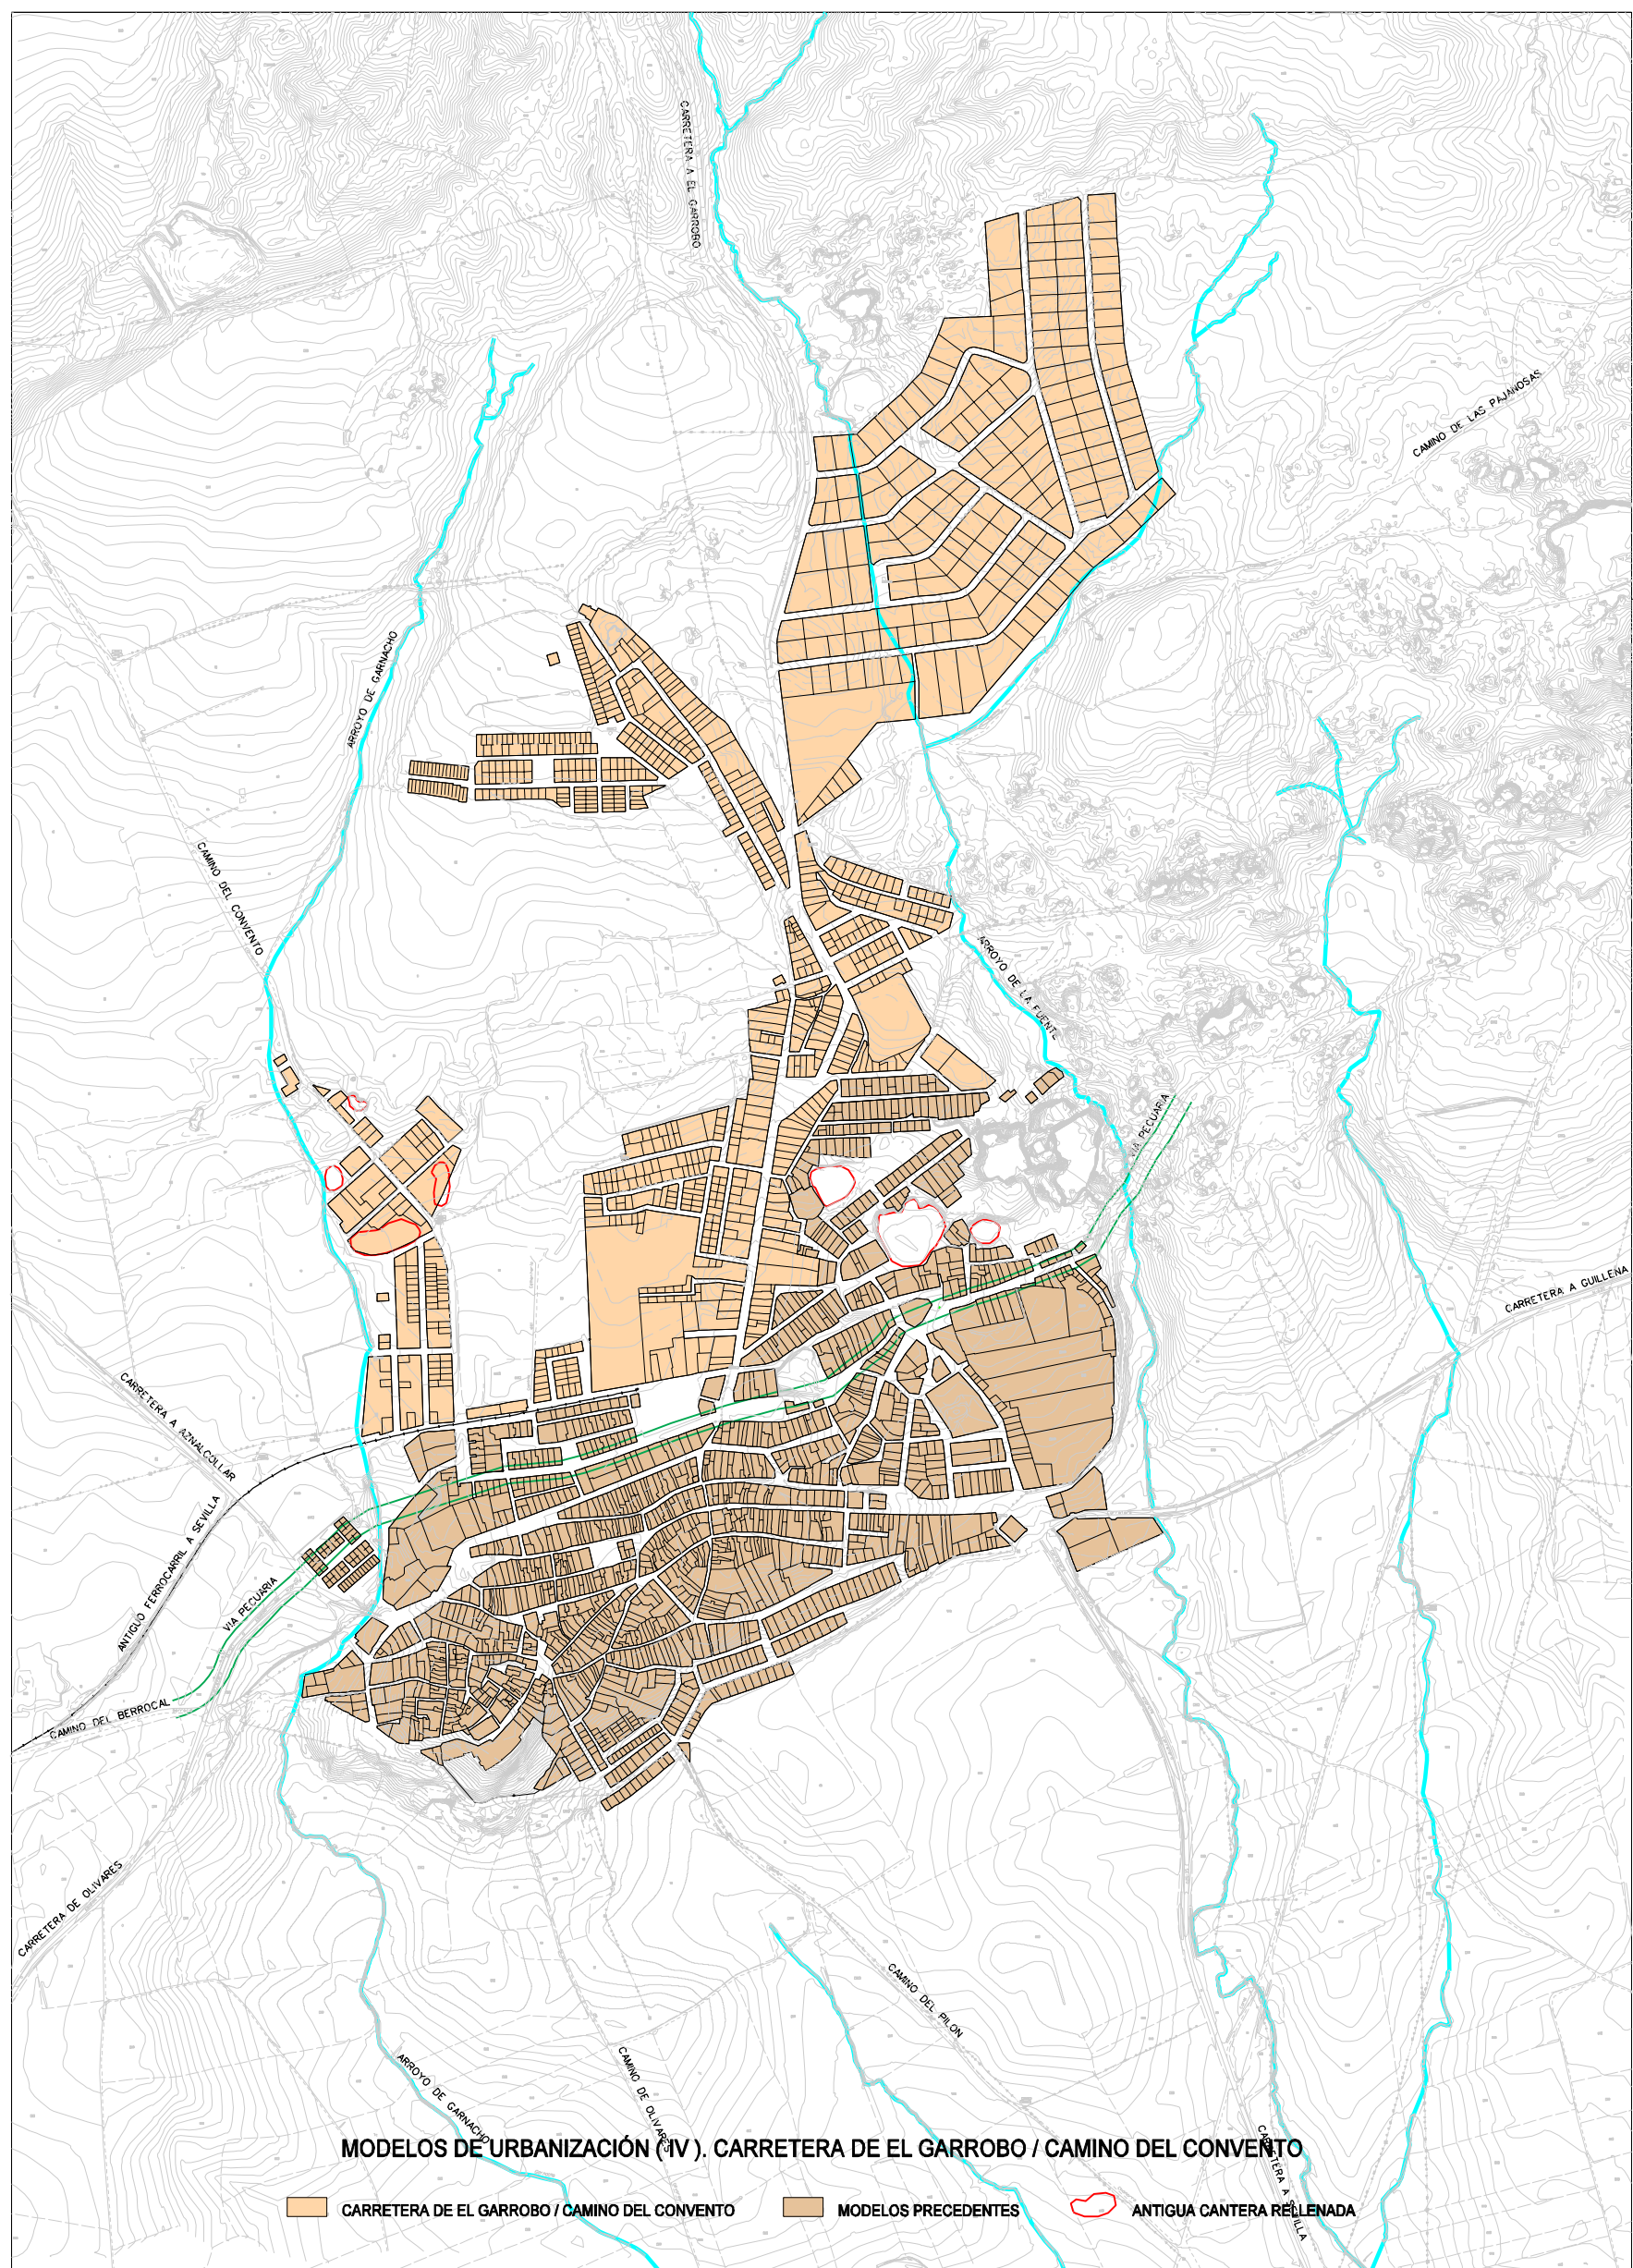 CARRETERA A EL GARROBO
CAMINO DE LAS PAJANOSAS
ARROYO DE GARNACHO
CAMINO DEL CONVENTO
ARROYO DE LA FUENTE
VIA PECUARIA
CARRETERA A GUILLENA
CARRETERA A AZNALCOLLAR
ANTIGUO FERROCARRIL A SEVILLA
VIA PECUARIA
CAMINO DEL BERROCAL
CARRETERA DE OLIVARES
CAMINO DEL PILON
CAMINO DE OLIVARES
ARROYO DE GARNACHO
CARRETERA A SEVILLA
MODELOS DE URBANIZACIÓN ( IV ). CARRETERA DE EL GARROBO / CAMINO DEL CONVENTO
CARRETERA DE EL GARROBO / CAMINO DEL CONVENTO
MODELOS PRECEDENTES
ANTIGUA CANTERA RELLENADA